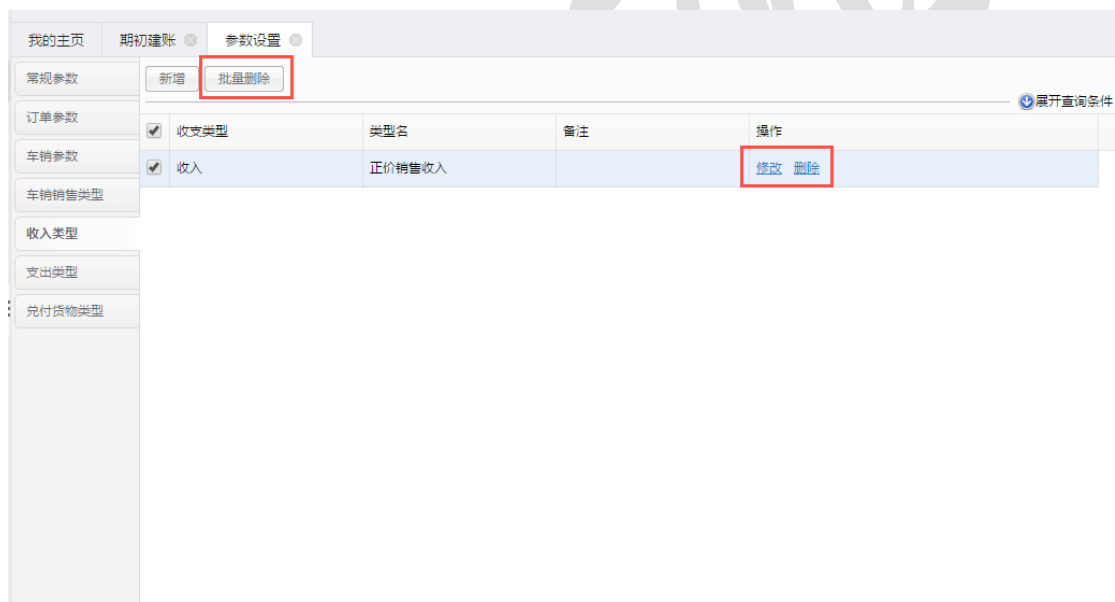 我的主页 期初建账 参数设置
常规参数
订单参数
车销参数
车销销售类型
收入类型
支出类型
兑付货物类型
新增 批量删除
展开查询条件
收支类型 类型名 备注 操作
收入 正价销售收入 修改 删除